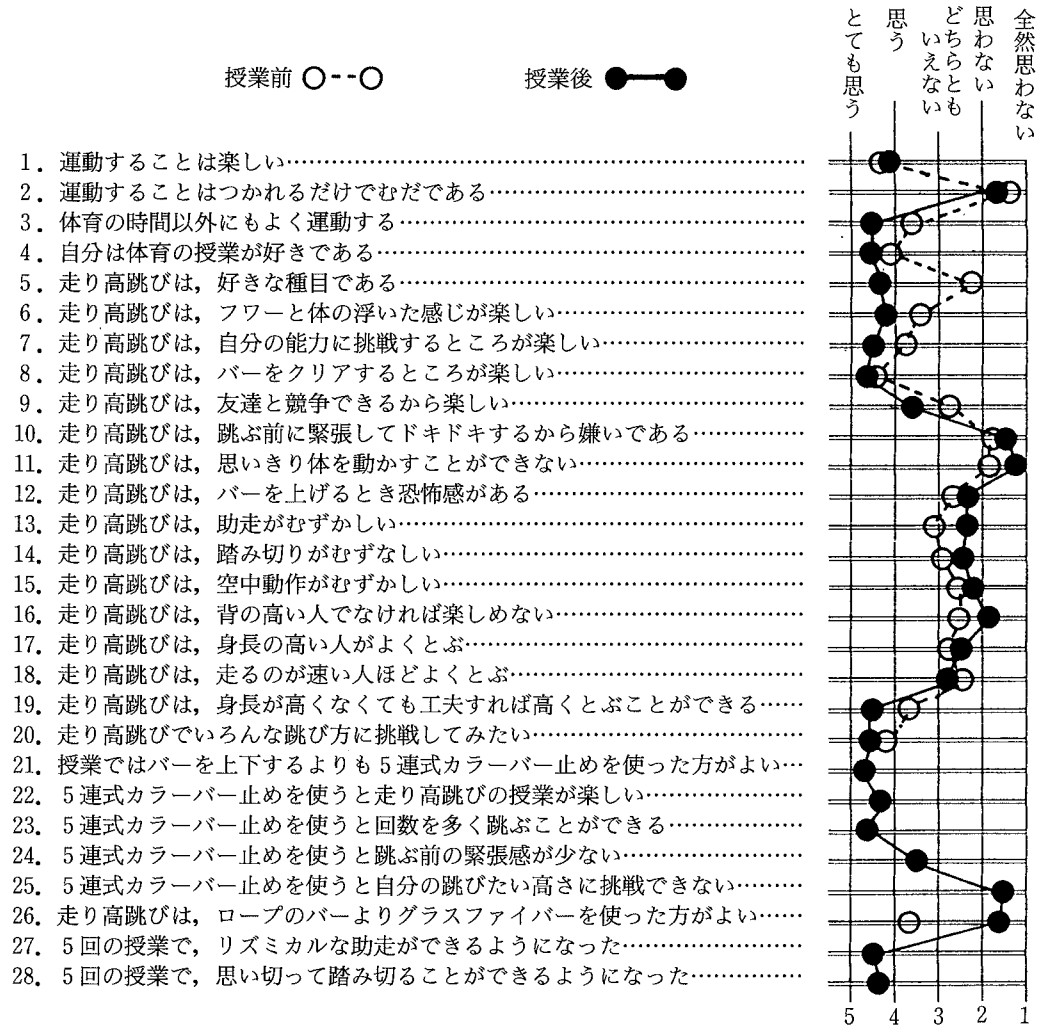 とても思う
思う
どちらとも
いえない
思わない
全然思わない
授業前
授業後
1．運動することは楽しい……………………………………………………
2．運動することはつかれるだけでむだである……………………………
3．体育の時間以外にもよく運動する………………………………………
4．自分は体育の授業が好きである…………………………………………
5．走り高跳びは，好きな種目である………………………………………
6．走り高跳びは，フワーと体の浮いた感じが楽しい……………………
7．走り高跳びは，自分の能力に挑戦するところが楽しい………………
8．走り高跳びは，バーをクリアするところが楽しい……………………
9．走り高跳びは，友達と競争できるから楽しい…………………………
10．走り高跳びは，跳ぶ前に緊張してドキドキするから嫌いである……………
11．走り高跳びは，思いきり体を動かすことができない…………………
12．走り高跳びは，バーを上げるとき恐怖感がある………………………
13．走り高跳びは，助走がむずかしい………………………………………
14．走り高跳びは，踏み切りがむずなしい…………………………………
15．走り高跳びは，空中動作がむずかしい…………………………………
16．走り高跳びは，背の高い人でなければ楽しめない……………………
17．走り高跳びは，身長の高い人がよくとぶ………………………………
18．走り高跳びは，走るのが速い人ほどよくとぶ…………………………
19．走り高跳びは，身長が高くなくても工夫すれば高くとぶことができる……
20．走り高跳びでいろんな跳び方に挑戦してみたい………………………
21．授業ではバーを上下するよりも5連式カラーバー止めを使った方がよい…
22．5連式カラーバー止めを使うと走り高跳びの授業が楽しい……………
23．5連式カラーバー止めを使うと回数を多く跳ぶことができる…………
24．5連式カラーバー止めを使うと跳ぶ前の緊張感が少ない………………
25．5連式カラーバー止めを使うと自分の跳びたい高さに挑戦できない………
26．走り高跳びは，ロープのバーよりグラスファイバーを使った方がよい……
27．5回の授業で，リズミカルな助走ができるようになった………………
28．5回の授業で，思い切って踏み切ることができるようになった…………
5 4 3 2 1